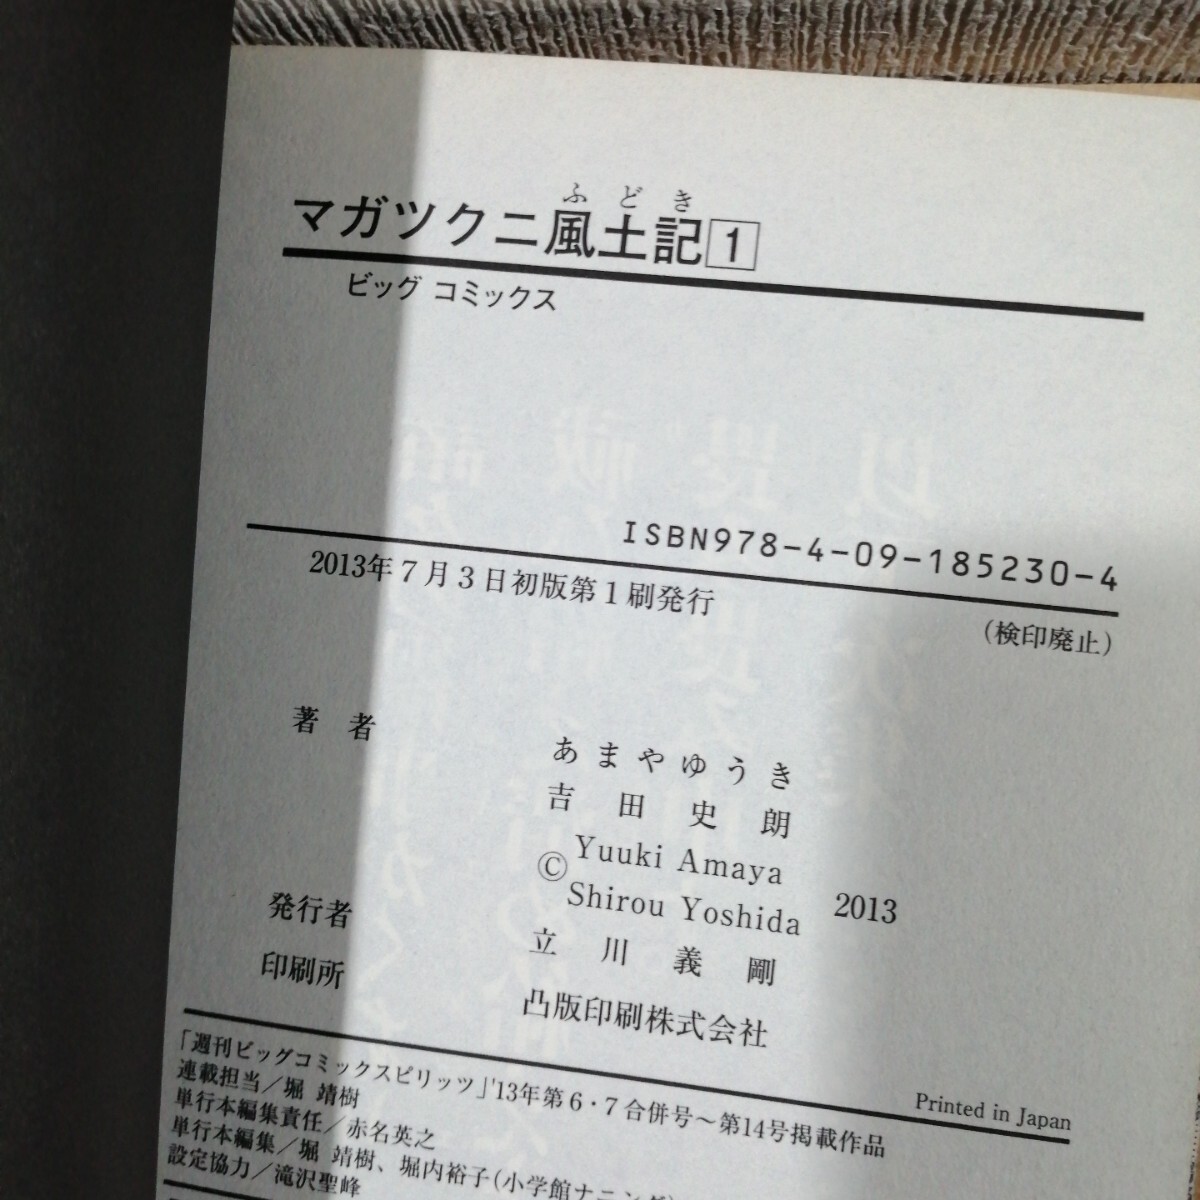 ふどき
マガツクニ風土記1
ビッグ コミックス
ISBN978-4-09-185230-4
2013年7月3日初版第1刷発行
(検印廃止)
著者
あまやゆうき
吉田史朗
©Yuuki Amaya
Shirou Yoshida 2013
発行者 立川義剛
印刷所 凸版印刷株式会社
Printed in Japan
「週刊ビッグコミックスピリッツ」'13年第6・7合併号~第14号掲載作品
連載担当/堀 靖樹
単行本編集責任/赤名英之
単行本編集/堀 靖樹、堀内裕子(小学館ナニング)
設定協力/滝沢聖峰